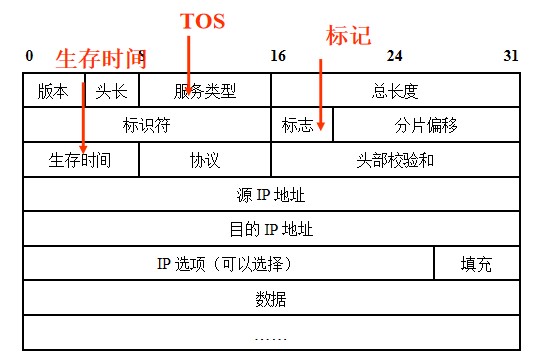 TOS
生存时间
标记
0 8 16 24 31
版本 头长 服务类型 总长度
标识符 标志 分片偏移
生存时间 协议 头部校验和
源 IP 地址
目的 IP 地址
IP 选项（可以选择） 填充
数据
……